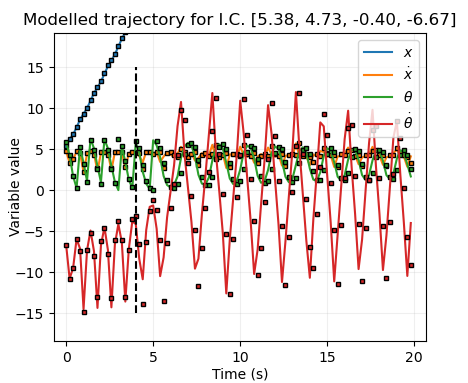 Modelled trajectory for I.C. [5.38, 4.73, -0.40, -6.67]
x
ẋ
θ
θ̇
Variable value
15
10
5
0
−5
−10
−15
0
5
10
15
20
Time (s)